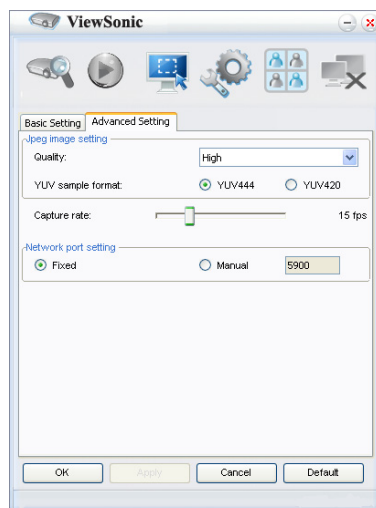 ViewSonic
Basic Setting Advanced Setting
Jpeg image setting
Quality: High
YUV sample format: YUV444 YUV420
Capture rate: 15 fps
Network port setting
Fixed Manual 5900
OK Apply Cancel Default